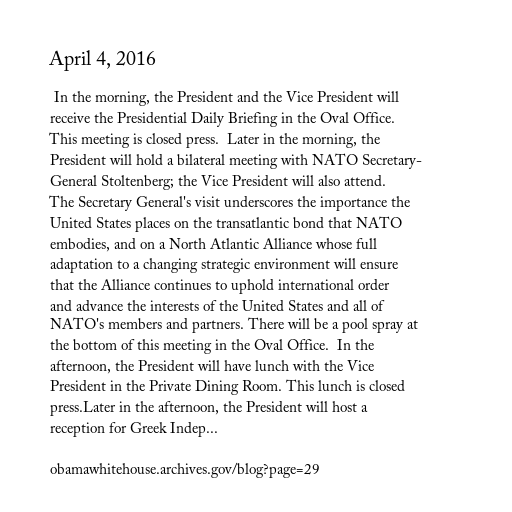 April 4, 2016
In the morning, the President and the Vice President will
receive the Presidential Daily Briefing in the Oval Office.
This meeting is closed press.  Later in the morning, the
President will hold a bilateral meeting with NATO Secretary-
General Stoltenberg; the Vice President will also attend.
The Secretary General's visit underscores the importance the
United States places on the transatlantic bond that NATO
embodies, and on a North Atlantic Alliance whose full
adaptation to a changing strategic environment will ensure
that the Alliance continues to uphold international order
and advance the interests of the United States and all of
NATO's members and partners. There will be a pool spray at
the bottom of this meeting in the Oval Office.  In the
afternoon, the President will have lunch with the Vice
President in the Private Dining Room. This lunch is closed
press.Later in the afternoon, the President will host a
reception for Greek Indep...
obamawhitehouse.archives.gov/blog?page=29